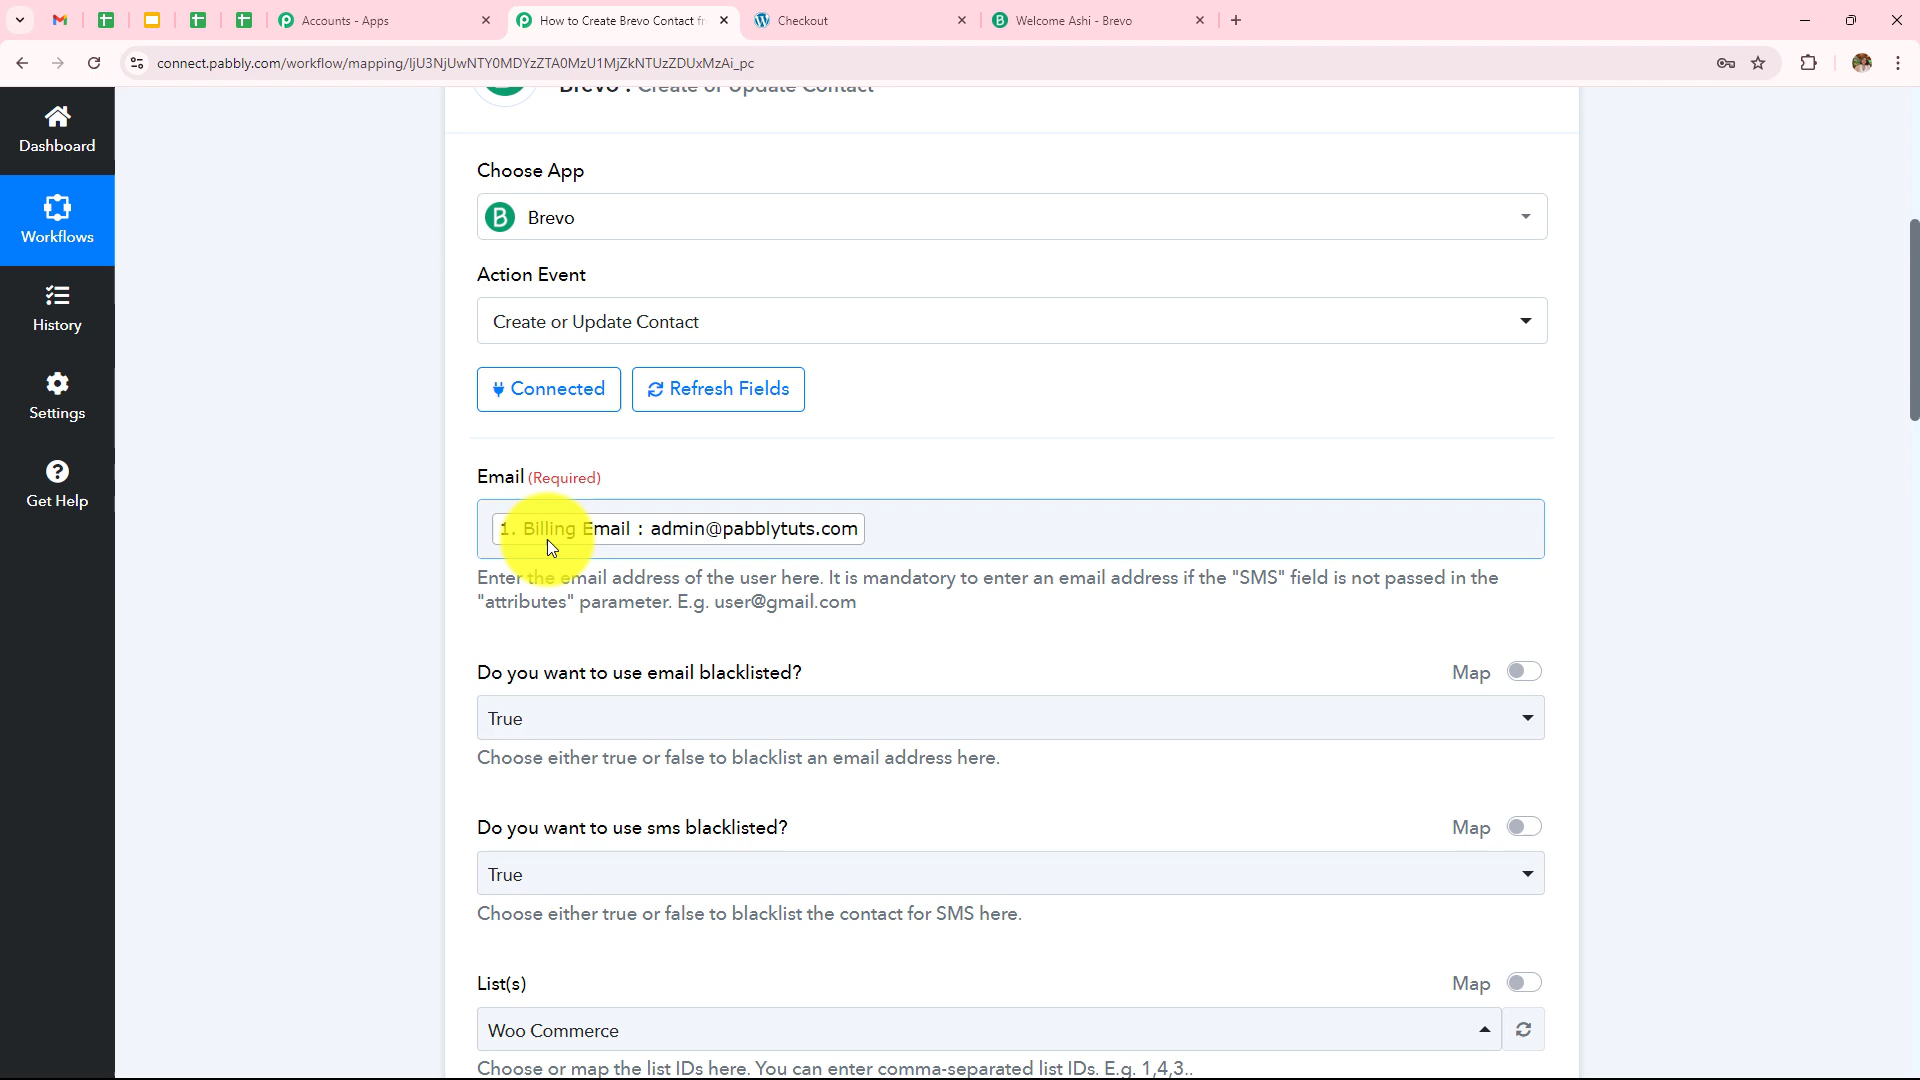 Accounts - Apps
How to Create Brevo Contact fr
Checkout
Welcome Ashi - Brevo
connect.pabbly.com/workflow/mapping/IjU3NjUwNTY0MDYzZTA0MzU1MjZkNTUzZDUxMzAi_pc
Brevo : Create or Update Contact
Dashboard
Workflows
History
Settings
Get Help
Choose App
Brevo
Action Event
Create or Update Contact
Connected
Refresh Fields
Email (Required)
1. Billing Email : admin@pabblytuts.com
Enter the email address of the user here. It is mandatory to enter an email address if the "SMS" field is not passed in the
"attributes" parameter. E.g. user@gmail.com
Do you want to use email blacklisted?
Map
True
Choose either true or false to blacklist an email address here.
Do you want to use sms blacklisted?
Map
True
Choose either true or false to blacklist the contact for SMS here.
List(s)
Map
Woo Commerce
Choose or map the list IDs here. You can enter comma-separated list IDs. E.g. 1,4,3..